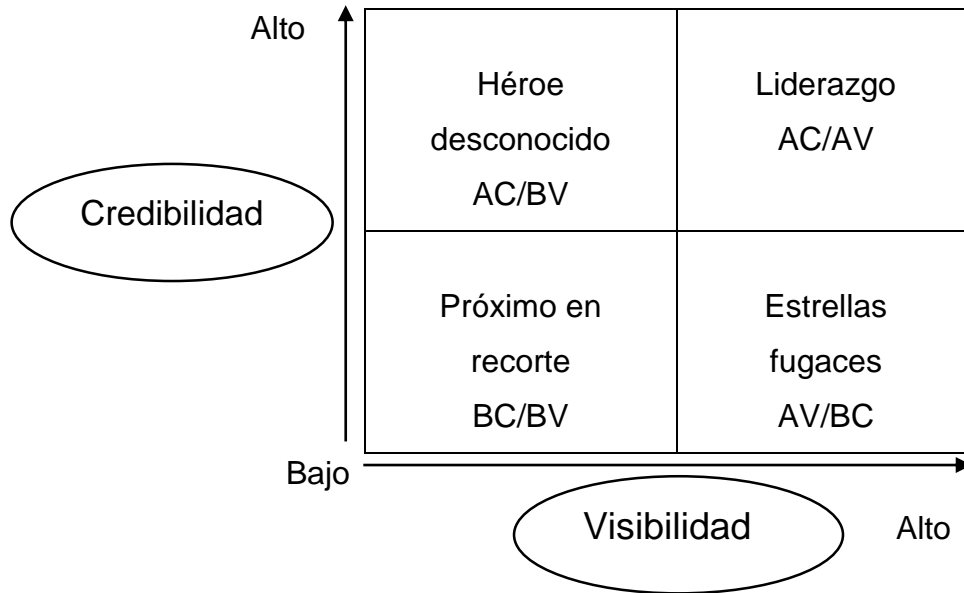 Alto
Héroe
desconocido
AC/BV
Liderazgo
AC/AV
Credibilidad
Próximo en
recorte
BC/BV
Estrellas
fugaces
AV/BC
Bajo
Visibilidad
Alto